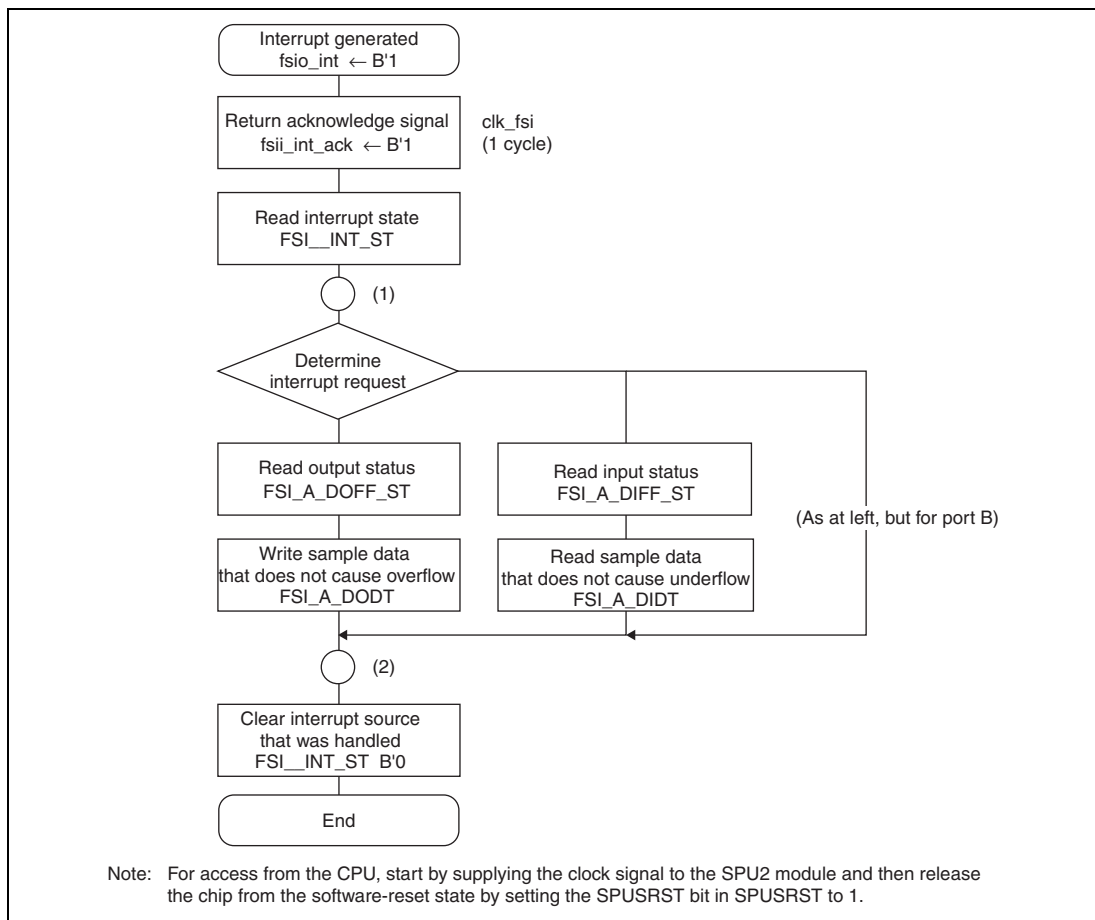 Interrupt generated
fsio_int ← B'1
Return acknowledge signal
fsii_int_ack ← B'1
clk_fsi
(1 cycle)
Read interrupt state
FSI__INT_ST
(1)
Determine
interrupt request
Read output status
FSI_A_DOFF_ST
Read input status
FSI_A_DIFF_ST
(As at left, but for port B)
Write sample data
that does not cause overflow
FSI_A_DODT
Read sample data
that does not cause underflow
FSI_A_DIDT
(2)
Clear interrupt source
that was handled
FSI__INT_ST B'0
End
Note: For access from the CPU, start by supplying the clock signal to the SPU2 module and then release
the chip from the software-reset state by setting the SPUSRST bit in SPUSRST to 1.